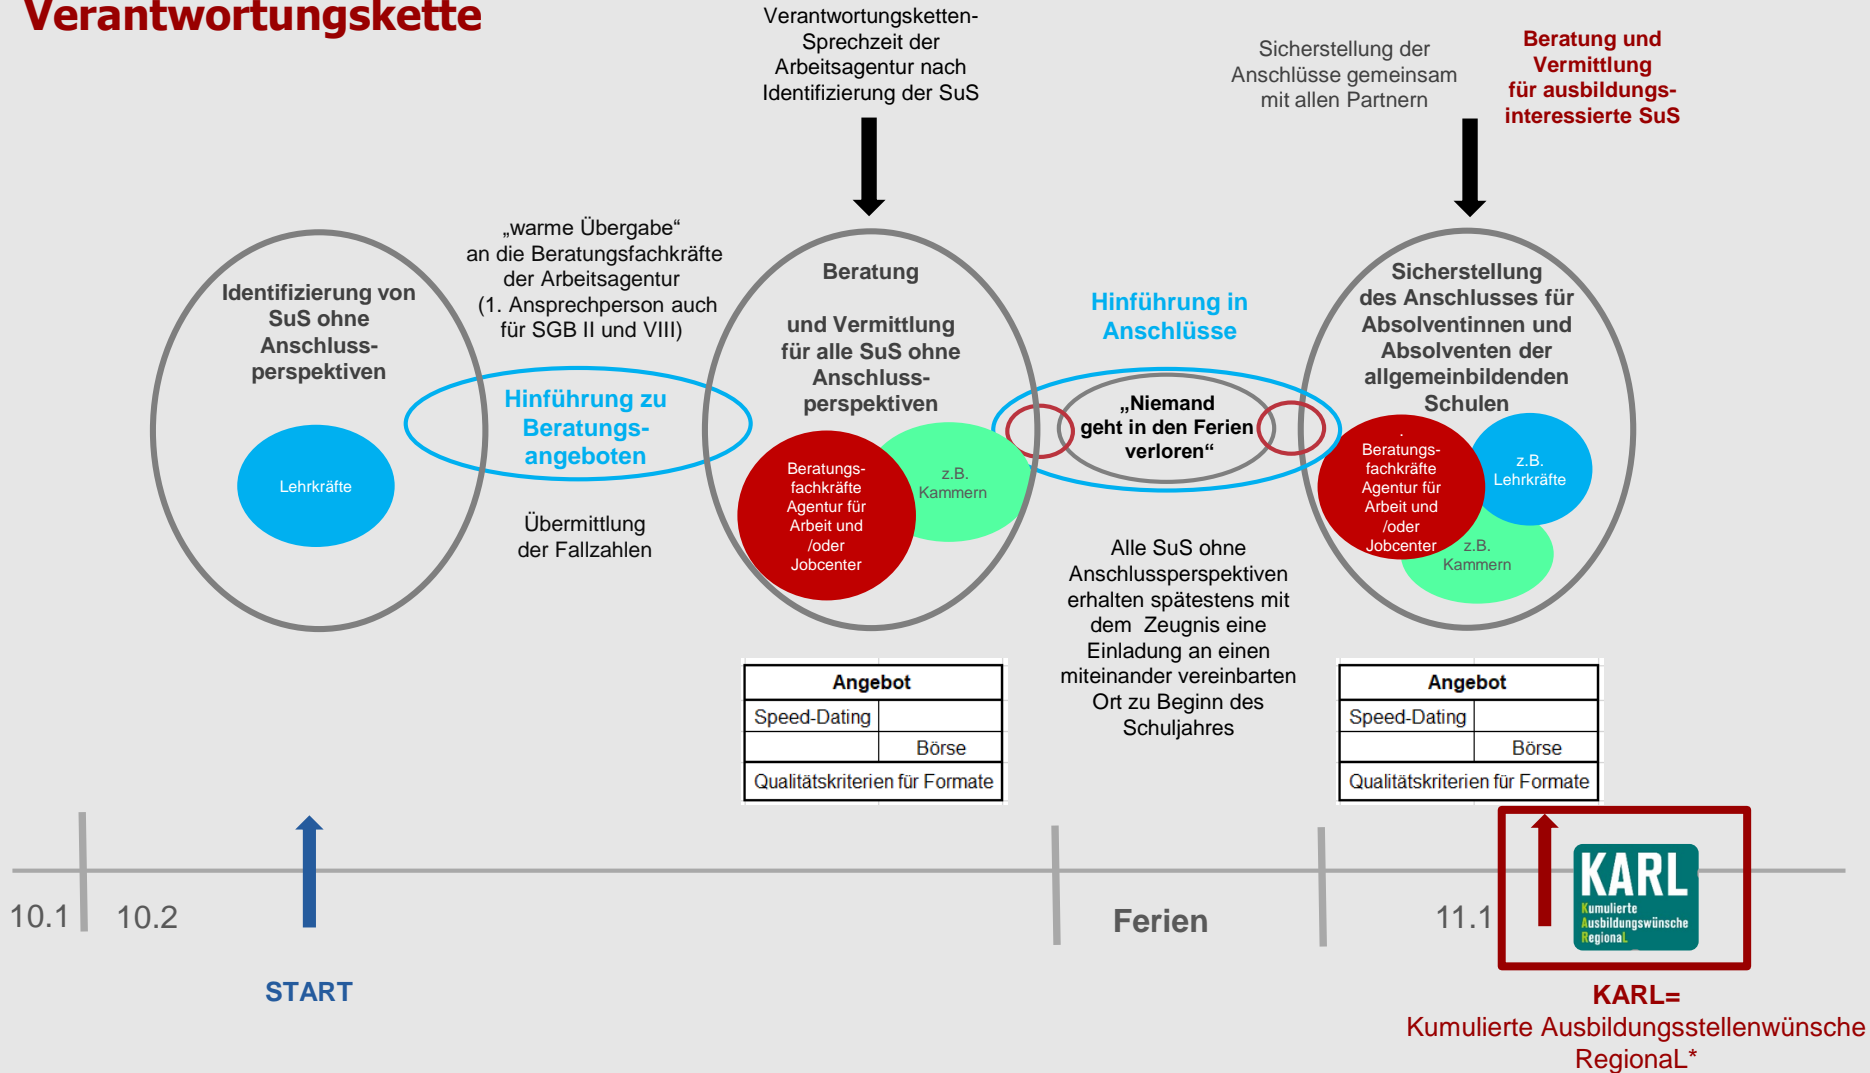 Verantwortungskette
Verantwortungsketten-
Sprechzeit der
Arbeitsagentur nach
Identifizierung der SuS
Sicherstellung der
Anschlüsse gemeinsam
mit allen Partnern
Beratung und
Vermittlung
für ausbildungs-
interessierte SuS
Identifizierung von
SuS ohne
Anschluss-
perspektiven
Lehrkräfte
„warme Übergabe“
an die Beratungsfachkräfte
der Arbeitsagentur
(1. Ansprechperson auch
für SGB II und VIII)
Hinführung zu
Beratungs-
angeboten
Übermittlung
der Fallzahlen
Beratung
und Vermittlung
für alle SuS ohne
Anschluss-
perspektiven
Beratungs-
fachkräfte
Agentur für
Arbeit und
/oder
Jobcenter
z.B.
Kammern
Hinführung in
Anschlüsse
„Niemand
geht in den Ferien
verloren“
Alle SuS ohne
Anschlussperspektiven
erhalten spätestens mit
dem Zeugnis eine
Einladung an einen
miteinander vereinbarten
Ort zu Beginn des
Schuljahres
Sicherstellung
des Anschlusses für
Absolventinnen und
Absolventen der
allgemeinbildenden
Schulen
.
Beratungs-
fachkräfte
Agentur für
Arbeit und
/oder
Jobcenter
z.B.
Lehrkräfte
z.B.
Kammern
Angebot
Speed-Dating
Börse
Qualitätskriterien für Formate
Angebot
Speed-Dating
Börse
Qualitätskriterien für Formate
10.1
10.2
Ferien
11.1
KARL
Kumulierte
Ausbildungswünsche
RegionaL
START
KARL=
Kumulierte Ausbildungsstellenwünsche
RegionaL*